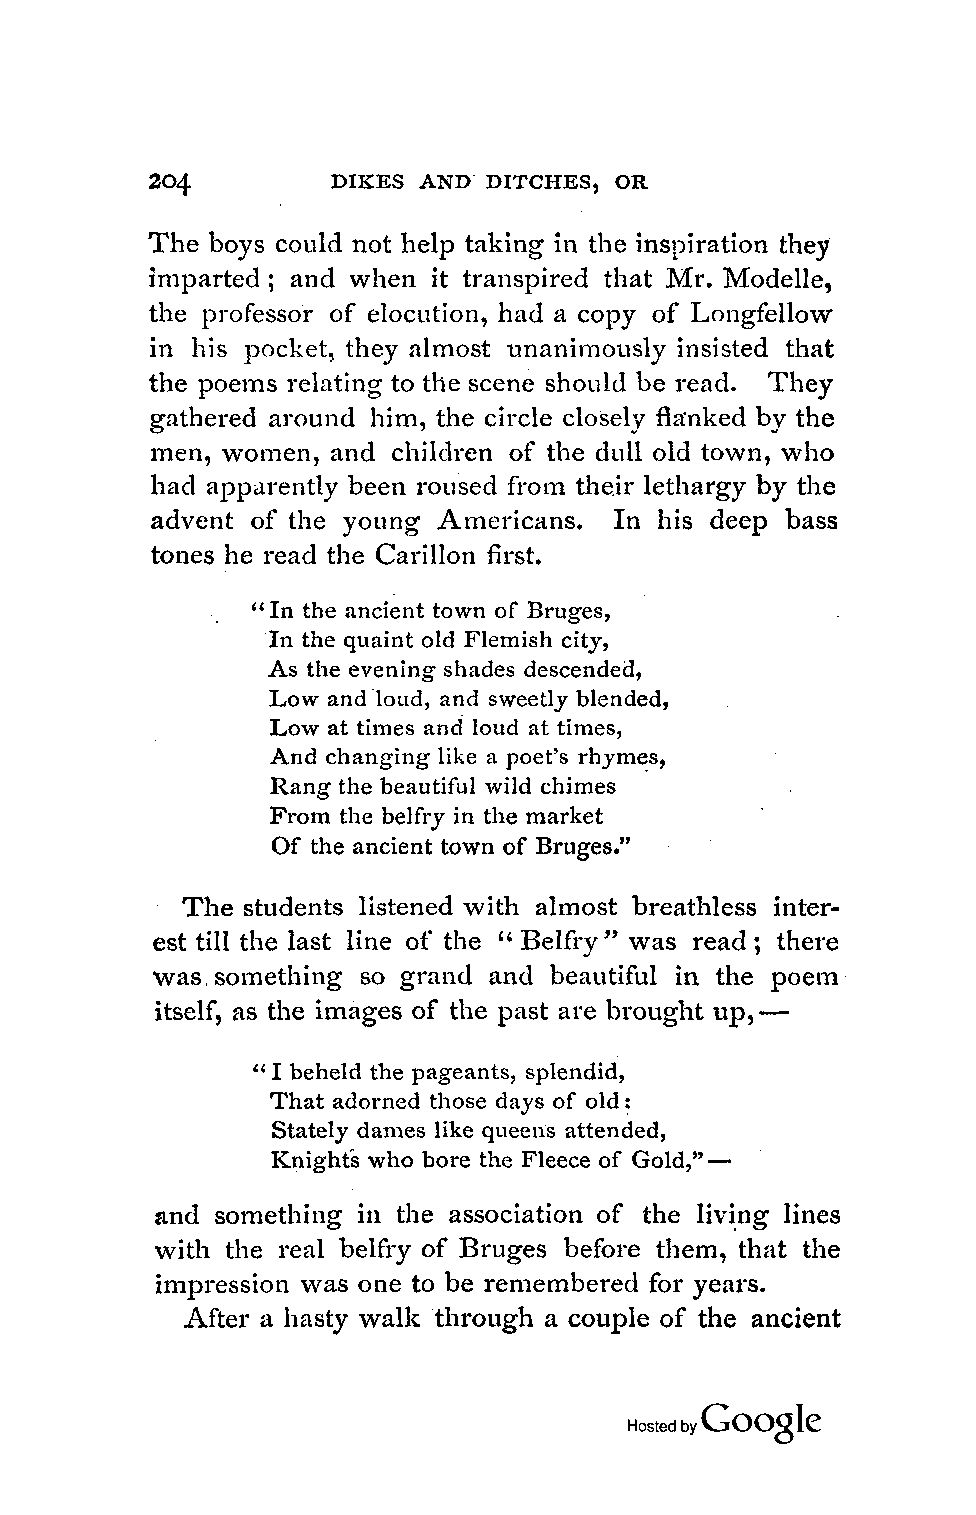 204 DIKES AND DITCHES, OR
The boys could not help taking in the inspiration they
imparted; and when it transpired that Mr. Modelle,
the professor of elocution, had a copy of Longfellow
in his pocket, they almost unanimously insisted that
the poems relating to the scene should be read. They
gathered around him, the circle closely flanked by the
men, women, and children of the dull old town, who
had apparently been roused from their lethargy by the
advent of the young Americans. In his deep bass
tones he read the Carillon first.
"In the ancient town of Bruges,
In the quaint old Flemish city,
As the evening shades descended,
Low and loud, and sweetly blended,
Low at times and loud at times,
And changing like a poet's rhymes,
Rang the beautiful wild chimes
From the belfry in the market
Of the ancient town of Bruges."
The students listened with almost breathless inter-
est till the last line of the "Belfry" was read; there
was something so grand and beautiful in the poem
itself, as the images of the past are brought up,—
"I beheld the pageants, splendid,
That adorned those days of old:
Stately dames like queens attended,
Knights who bore the Fleece of Gold,"—
and something in the association of the living lines
with the real belfry of Bruges before them, that the
impression was one to be remembered for years.
After a hasty walk through a couple of the ancient
Hosted by Google